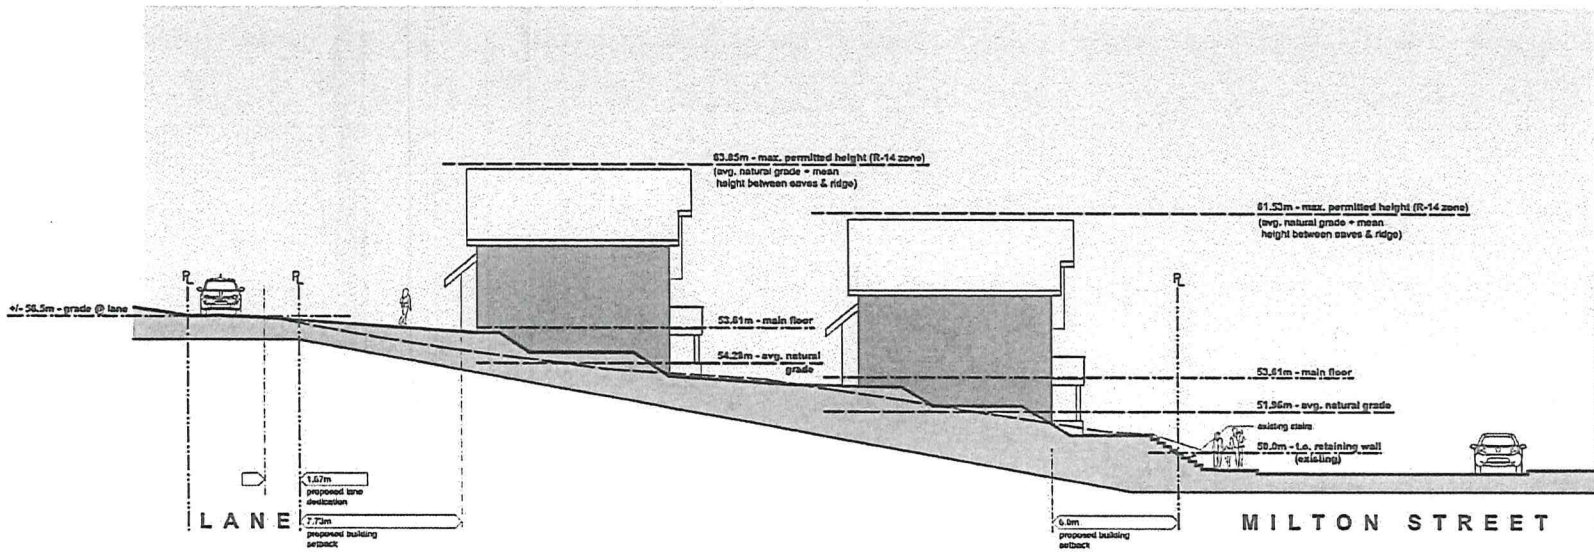 63.85m - max. permitted height (R-14 zone)
(avg. natural grade + mean
height between eaves & ridge)
61.53m - max. permitted height (R-14 zone)
(avg. natural grade + mean
height between eaves & ridge)
PL
PL
PL
+/- 56.5m - grade @ lane
53.61m - main floor
54.28m - avg. natural
grade
53.61m - main floor
51.96m - avg. natural grade
existing stairs
50.0m - t.o. retaining wall
(existing)
1.67m
proposed lane
dedication
LANE
7.73m
proposed building
setback
6.0m
proposed building
setback
MILTON STREET